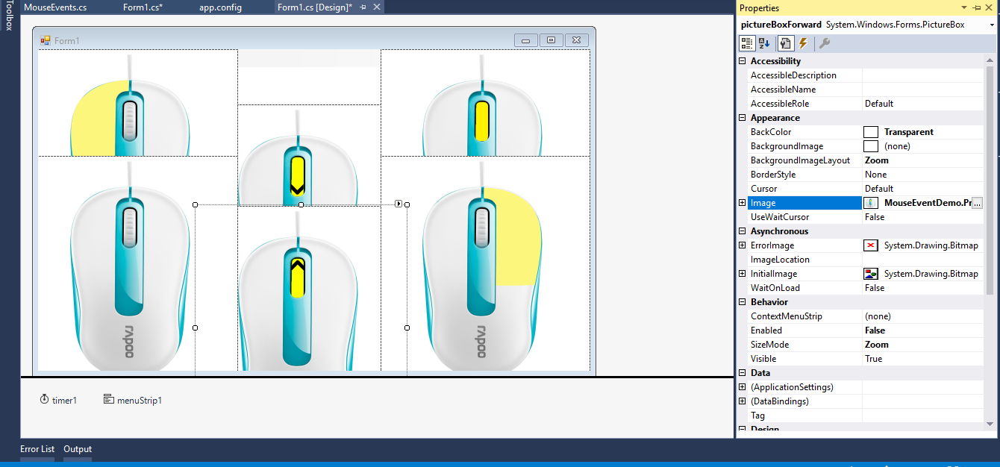 Toolbox
MouseEvents.cs
Form1.cs*
app.config
Form1.cs [Design]*
Form1
rapoo
rapoo
timer1
menuStrip1
Error List
Output
Properties
pictureBoxForward System.Windows.Forms.PictureBox
Accessibility
AccessibleDescription
AccessibleName
AccessibleRole Default
Appearance
BackColor Transparent
BackgroundImage (none)
BackgroundImageLayout Zoom
BorderStyle None
Cursor Default
Image MouseEventDemo.Pr ...
UseWaitCursor False
Asynchronous
ErrorImage System.Drawing.Bitmap
ImageLocation
InitialImage System.Drawing.Bitmap
WaitOnLoad False
Behavior
ContextMenuStrip (none)
Enabled False
SizeMode Zoom
Visible True
Data
(ApplicationSettings)
(DataBindings)
Tag
Design